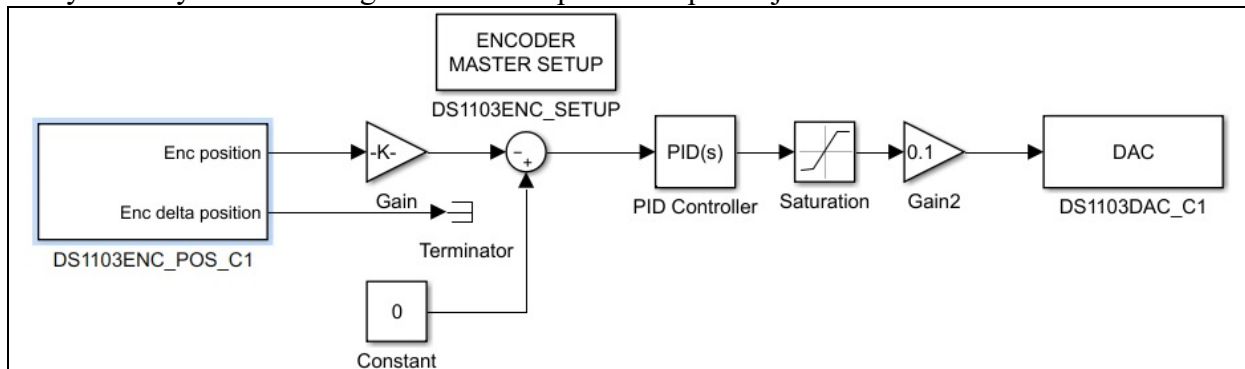 ENCODER
MASTER SETUP
DS1103ENC_SETUP
Enc position
Enc delta position
DS1103ENC_POS_C1
-K-
Gain
Terminator
0
Constant
-
+
PID(s)
PID Controller
Saturation
0.1
Gain2
DAC
DS1103DAC_C1